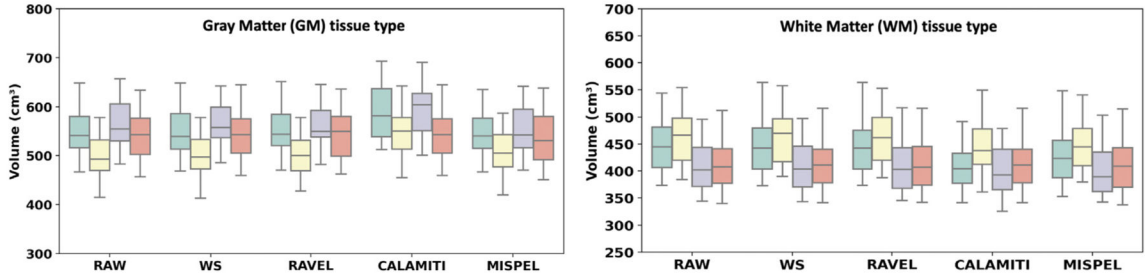 Gray Matter (GM) tissue type
Volume (cm³)
800
700
600
500
400
300
RAW WS RAVEL CALAMITI MISPEL
White Matter (WM) tissue type
Volume (cm³)
700
650
600
550
500
450
400
350
300
250
RAW WS RAVEL CALAMITI MISPEL